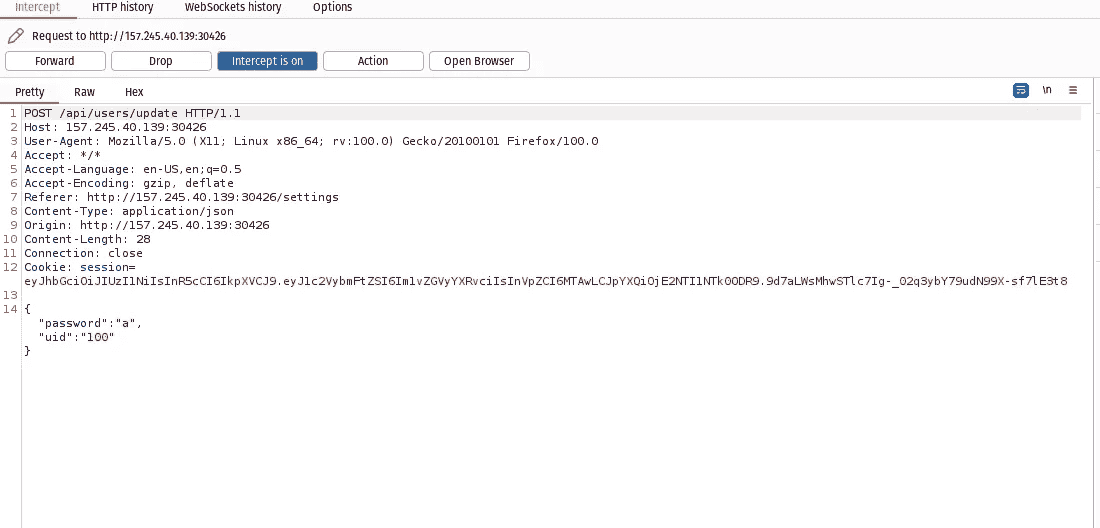 Intercept HTTP history WebSockets history Options
Request to http://157.245.40.139:30426
Forward Drop Intercept is on Action Open Browser
Pretty Raw Hex \n
1 POST /api/users/update HTTP/1.1
2 Host: 157.245.40.139:30426
3 User-Agent: Mozilla/5.0 (X11; Linux x86_64; rv:100.0) Gecko/20100101 Firefox/100.0
4 Accept: */*
5 Accept-Language: en-US,en;q=0.5
6 Accept-Encoding: gzip, deflate
7 Referer: http://157.245.40.139:30426/settings
8 Content-Type: application/json
9 Origin: http://157.245.40.139:30426
10 Content-Length: 28
11 Connection: close
12 Cookie: session=
eyJhbGciOiJIUzI1NiIsInR5cCI6IkpXVCJ9.eyJ1c2VybmFtZSI6Im1vZGVyYXRvciIsInVpZCI6MTAwLCJpYXQiOjE2NTI1NTk0ODR9.9d7aLWsMhwSTlc7Ig-_02q3ybY79udN99X-sf7lE3t8
13
14 {
"password":"a",
"uid":"100"
}